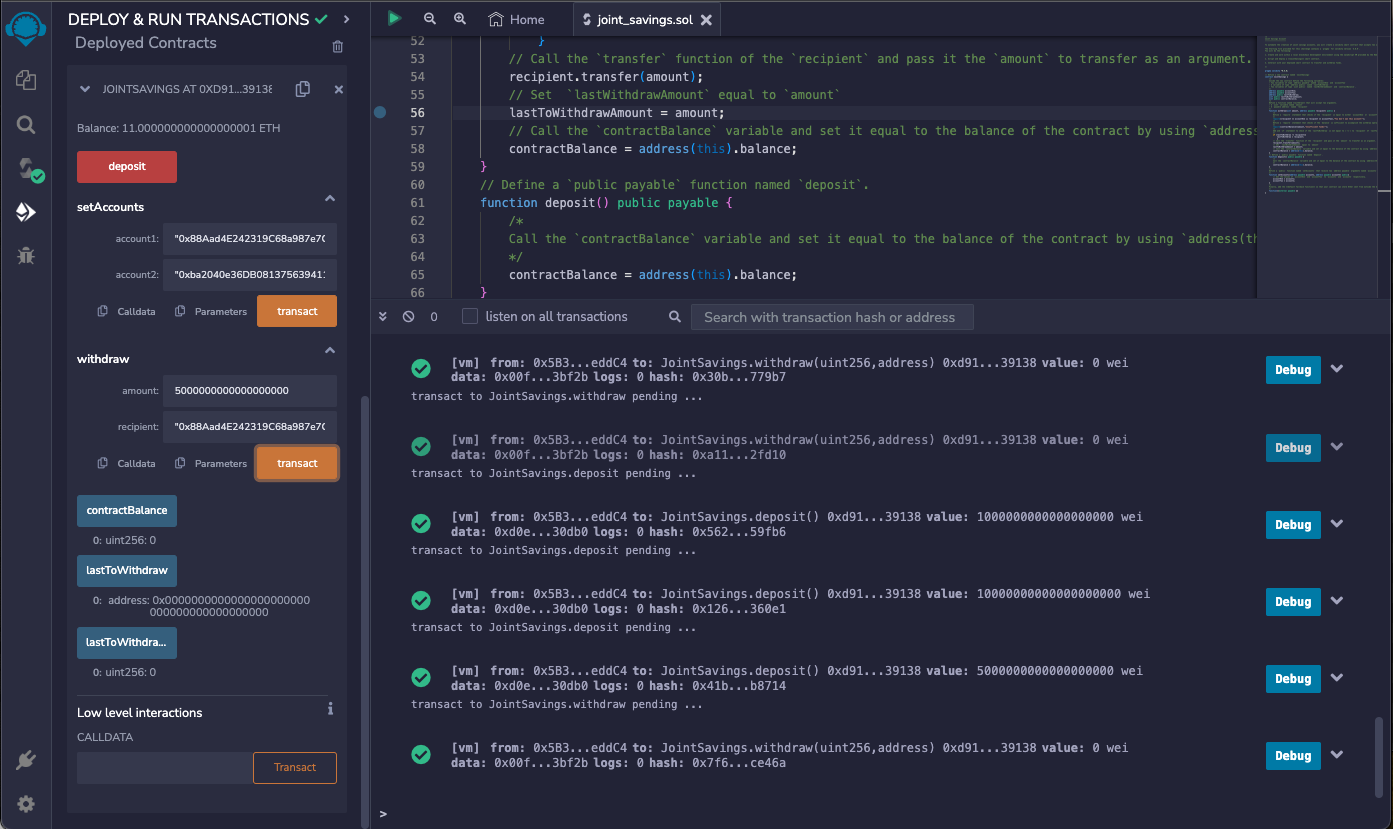 DEPLOY & RUN TRANSACTIONS
Deployed Contracts
JOINTSAVINGS AT 0XD91...39138
Balance: 11.000000000000000001 ETH
deposit
setAccounts
account1: "0x88Aad4E242319C68a987e7C
account2: "0xba2040e36DB08137563941:
Calldata Parameters transact
withdraw
amount: 5000000000000000000
recipient: "0x88Aad4E242319C68a987e7C
Calldata Parameters transact
contractBalance
0: uint256: 0
lastToWithdraw
0: address: 0x0000000000000000000000
000000000000000000
lastToWithdra...
0: uint256: 0
Low level interactions
i
CALLDATA
Transact
Home
joint_savings.sol
52 }
53 // Call the `transfer` function of the `recipient` and pass it the `amount` to transfer as an argument.
54 recipient.transfer(amount);
55 // Set `lastWithdrawAmount` equal to `amount`
56 lastToWithdrawAmount = amount;
57 // Call the `contractBalance` variable and set it equal to the balance of the contract by using `addres
58 contractBalance = address(this).balance;
59 }
60 // Define a `public payable` function named `deposit`.
61 function deposit() public payable {
62 /*
63 Call the `contractBalance` variable and set it equal to the balance of the contract by using `address(th
64 */
65 contractBalance = address(this).balance;
66 }
0 listen on all transactions Search with transaction hash or address
[vm] from: 0x5B3...eddC4 to: JointSavings.withdraw(uint256,address) 0xd91...39138 value: 0 wei
data: 0x00f...3bf2b logs: 0 hash: 0x30b...779b7
Debug
transact to JointSavings.withdraw pending ...
[vm] from: 0x5B3...eddC4 to: JointSavings.withdraw(uint256,address) 0xd91...39138 value: 0 wei
data: 0x00f...3bf2b logs: 0 hash: 0xa11...2fd10
Debug
transact to JointSavings.deposit pending ...
[vm] from: 0x5B3...eddC4 to: JointSavings.deposit() 0xd91...39138 value: 1000000000000000000 wei
data: 0xd0e...30db0 logs: 0 hash: 0x562...59fb6
Debug
transact to JointSavings.deposit pending ...
[vm] from: 0x5B3...eddC4 to: JointSavings.deposit() 0xd91...39138 value: 10000000000000000000 wei
data: 0xd0e...30db0 logs: 0 hash: 0x126...360e1
Debug
transact to JointSavings.deposit pending ...
[vm] from: 0x5B3...eddC4 to: JointSavings.deposit() 0xd91...39138 value: 5000000000000000000 wei
data: 0xd0e...30db0 logs: 0 hash: 0x41b...b8714
Debug
transact to JointSavings.withdraw pending ...
[vm] from: 0x5B3...eddC4 to: JointSavings.withdraw(uint256,address) 0xd91...39138 value: 0 wei
data: 0x00f...3bf2b logs: 0 hash: 0x7f6...ce46a
Debug
>